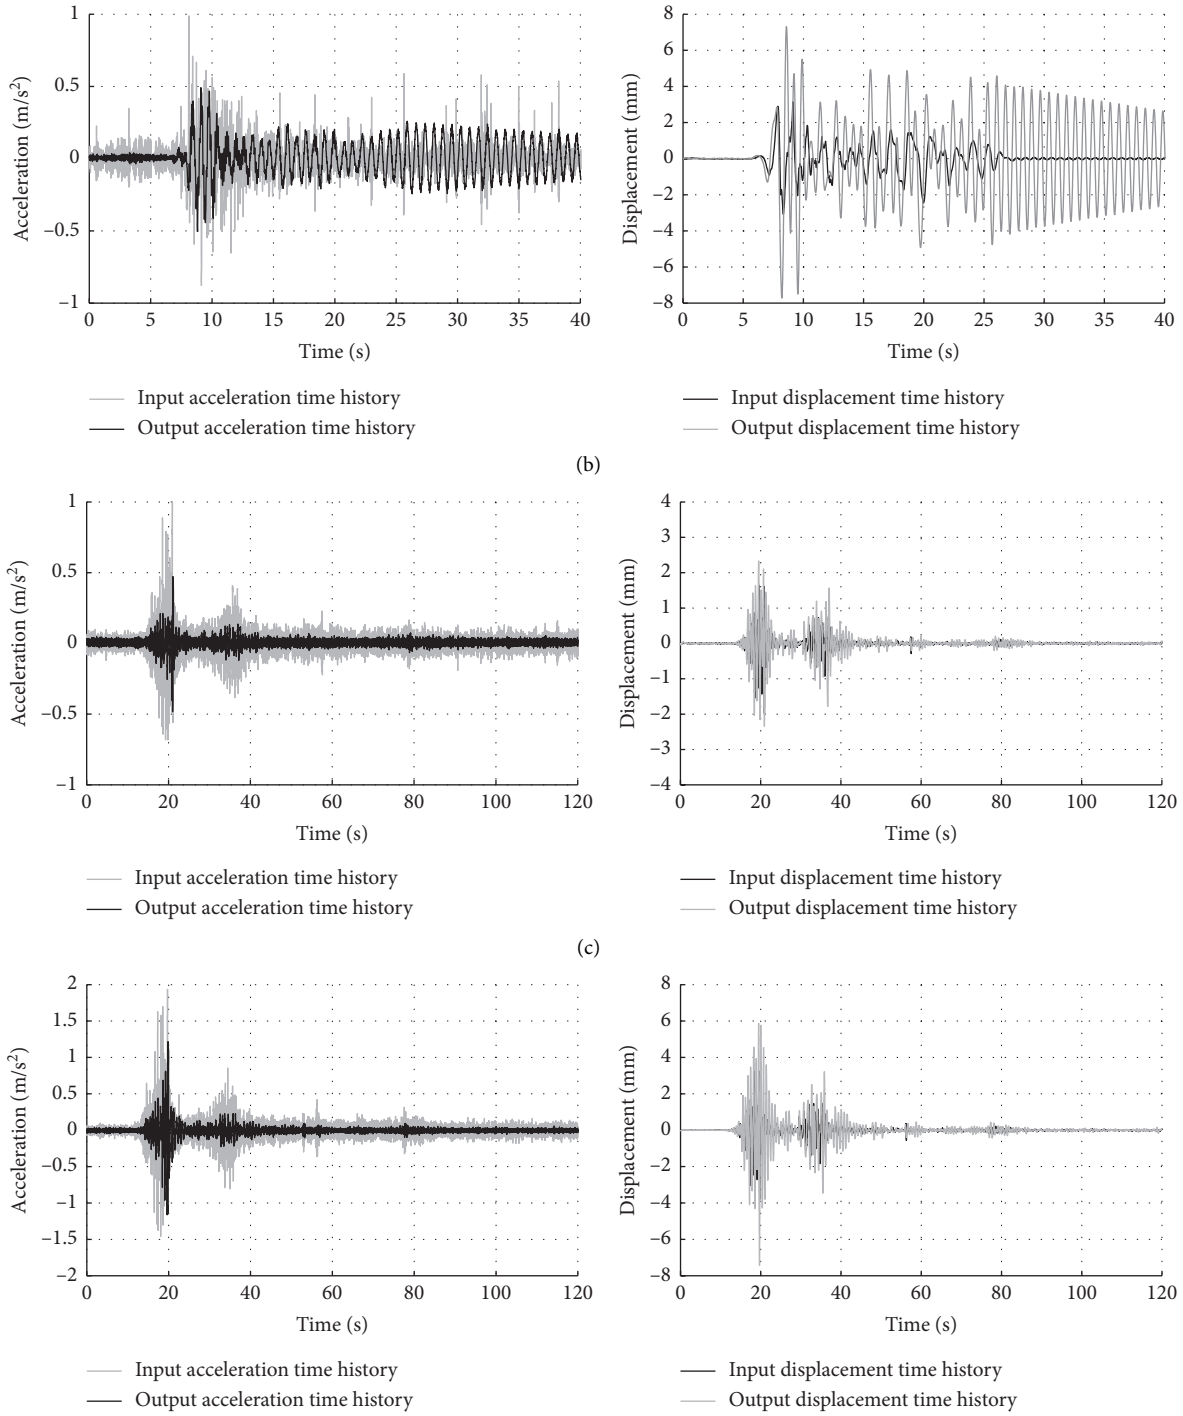 1
0.5
0
–0.5
–1
Acceleration (m/s²)
0 5 10 15 20 25 30 35 40
Time (s)
Input acceleration time history
Output acceleration time history
8
6
4
2
0
–2
–4
–6
–8
Displacement (mm)
0 5 10 15 20 25 30 35 40
Time (s)
Input displacement time history
Output displacement time history
(b)
1
0.5
0
–0.5
–1
Acceleration (m/s²)
0 20 40 60 80 100 120
Time (s)
Input acceleration time history
Output acceleration time history
4
3
2
1
0
–1
–2
–3
–4
Displacement (mm)
0 20 40 60 80 100 120
Time (s)
Input displacement time history
Output displacement time history
(c)
2
1.5
1
0.5
0
–0.5
–1
–1.5
–2
Acceleration (m/s²)
0 20 40 60 80 100 120
Time (s)
Input acceleration time history
Output acceleration time history
8
6
4
2
0
–2
–4
–6
–8
Displacement (mm)
0 20 40 60 80 100 120
Time (s)
Input displacement time history
Output displacement time history